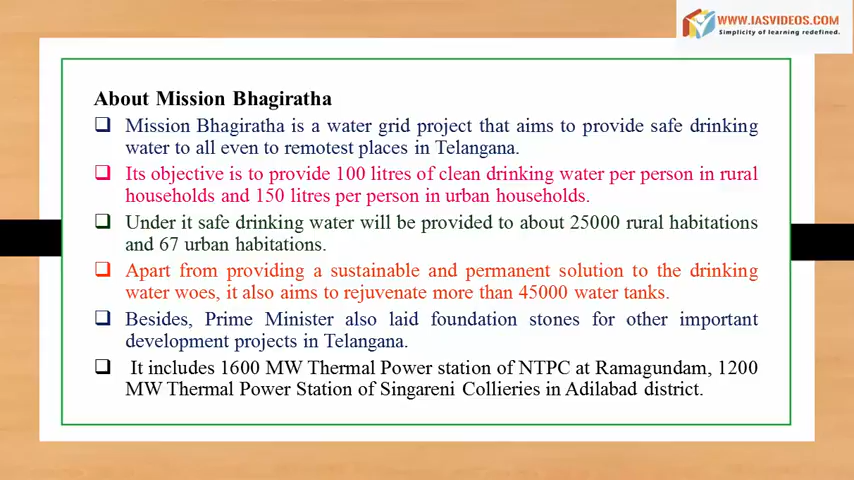 WWW.IASVIDEOS.COM
Simplicity of learning redefined.
About Mission Bhagiratha
Mission Bhagiratha is a water grid project that aims to provide safe drinking
water to all even to remotest places in Telangana.
Its objective is to provide 100 litres of clean drinking water per person in rural
households and 150 litres per person in urban households.
Under it safe drinking water will be provided to about 25000 rural habitations
and 67 urban habitations.
Apart from providing a sustainable and permanent solution to the drinking
water woes, it also aims to rejuvenate more than 45000 water tanks.
Besides, Prime Minister also laid foundation stones for other important
development projects in Telangana.
It includes 1600 MW Thermal Power station of NTPC at Ramagundam, 1200
MW Thermal Power Station of Singareni Collieries in Adilabad district.